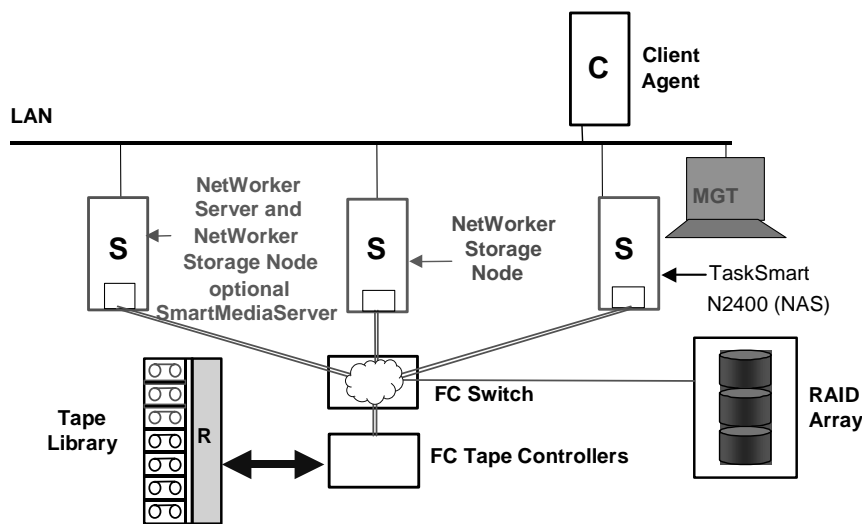 C
Client
Agent
LAN
NetWorker
Server and
NetWorker
Storage Node
optional
SmartMediaServer
S
S
NetWorker
Storage
Node
S
MGT
TaskSmart
N2400 (NAS)
FC Switch
RAID
Array
Tape
Library
R
FC Tape Controllers